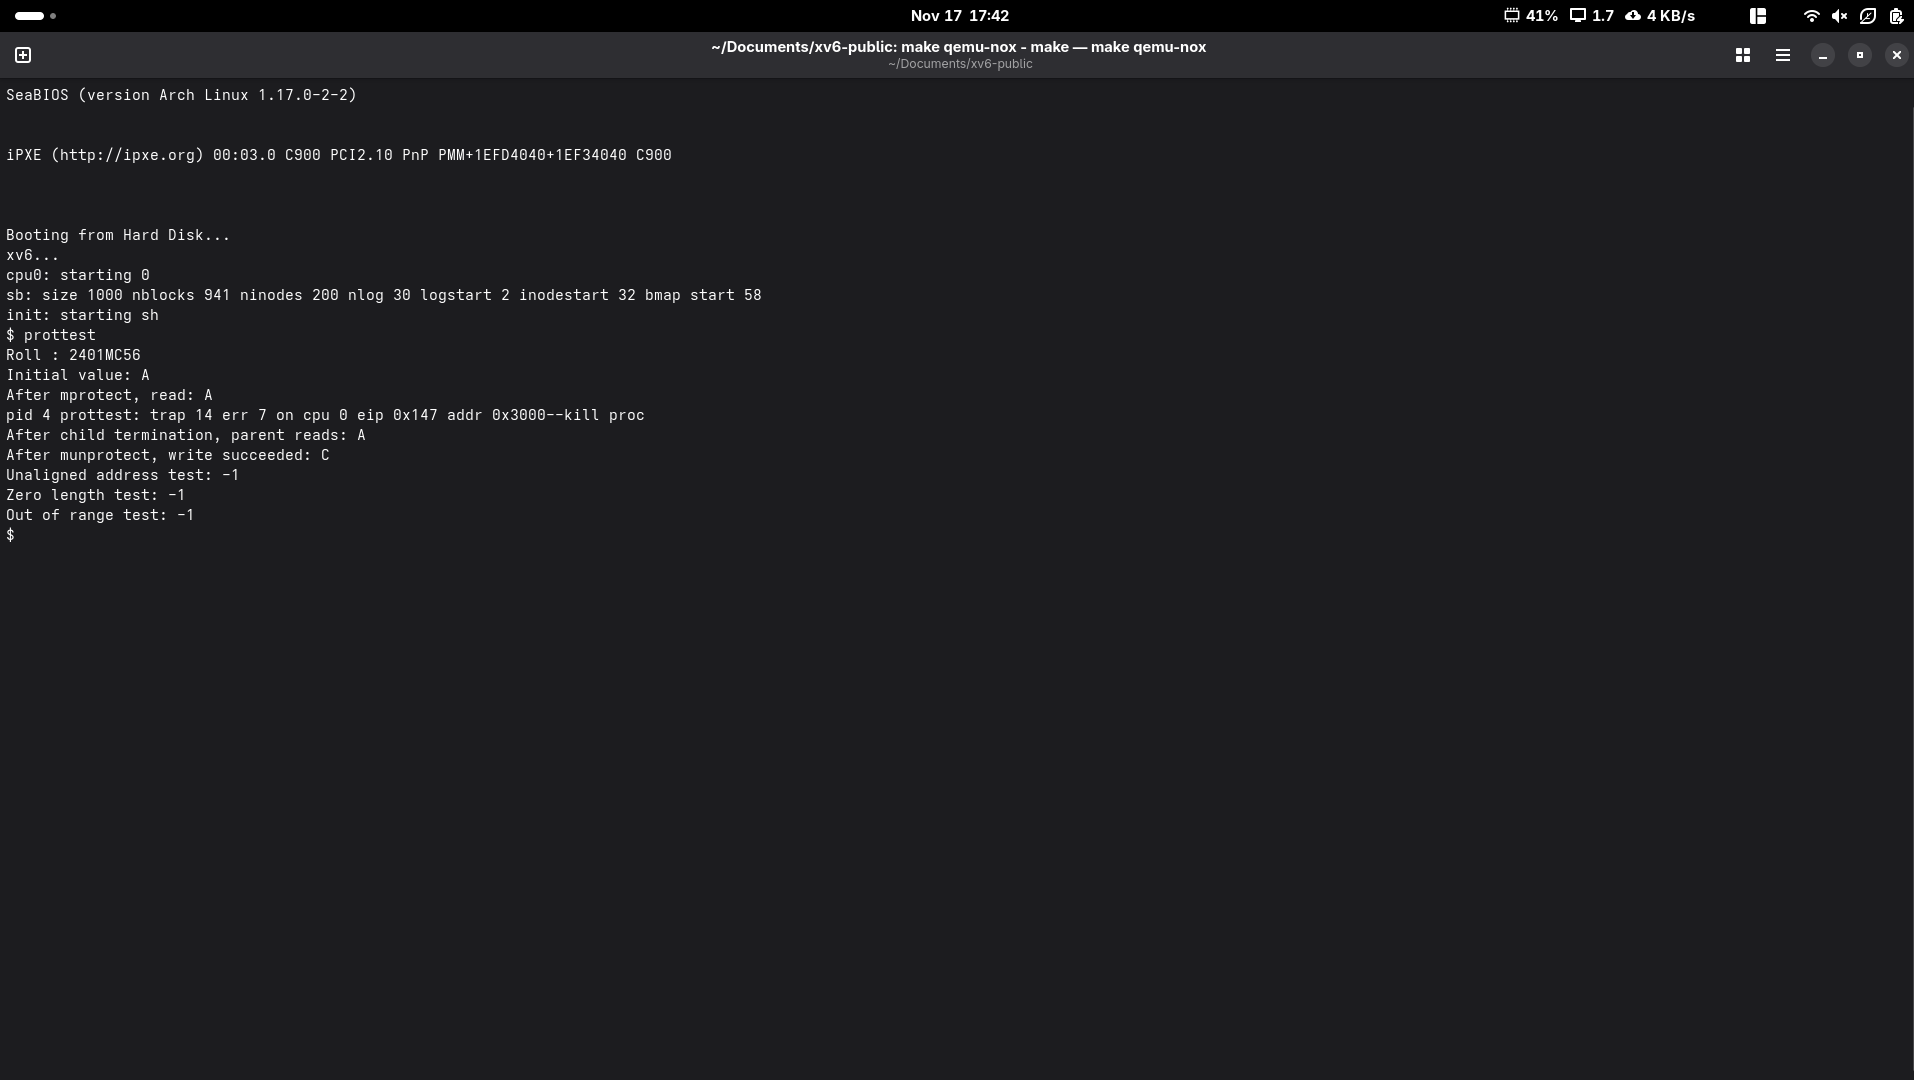 Nov 17 17:42
41% 1.7 4 KB/s
~/Documents/xv6-public: make qemu-nox - make — make qemu-nox
~/Documents/xv6-public
SeaBIOS (version Arch Linux 1.17.0-2-2)
iPXE (http://ipxe.org) 00:03.0 C900 PCI2.10 PnP PMM+1EFD4040+1EF34040 C900
Booting from Hard Disk...
xv6...
cpu0: starting 0
sb: size 1000 nblocks 941 ninodes 200 nlog 30 logstart 2 inodestart 32 bmap start 58
init: starting sh
$ prottest
Roll : 2401MC56
Initial value: A
After mprotect, read: A
pid 4 prottest: trap 14 err 7 on cpu 0 eip 0x147 addr 0x3000--kill proc
After child termination, parent reads: A
After munprotect, write succeeded: C
Unaligned address test: -1
Zero length test: -1
Out of range test: -1
$